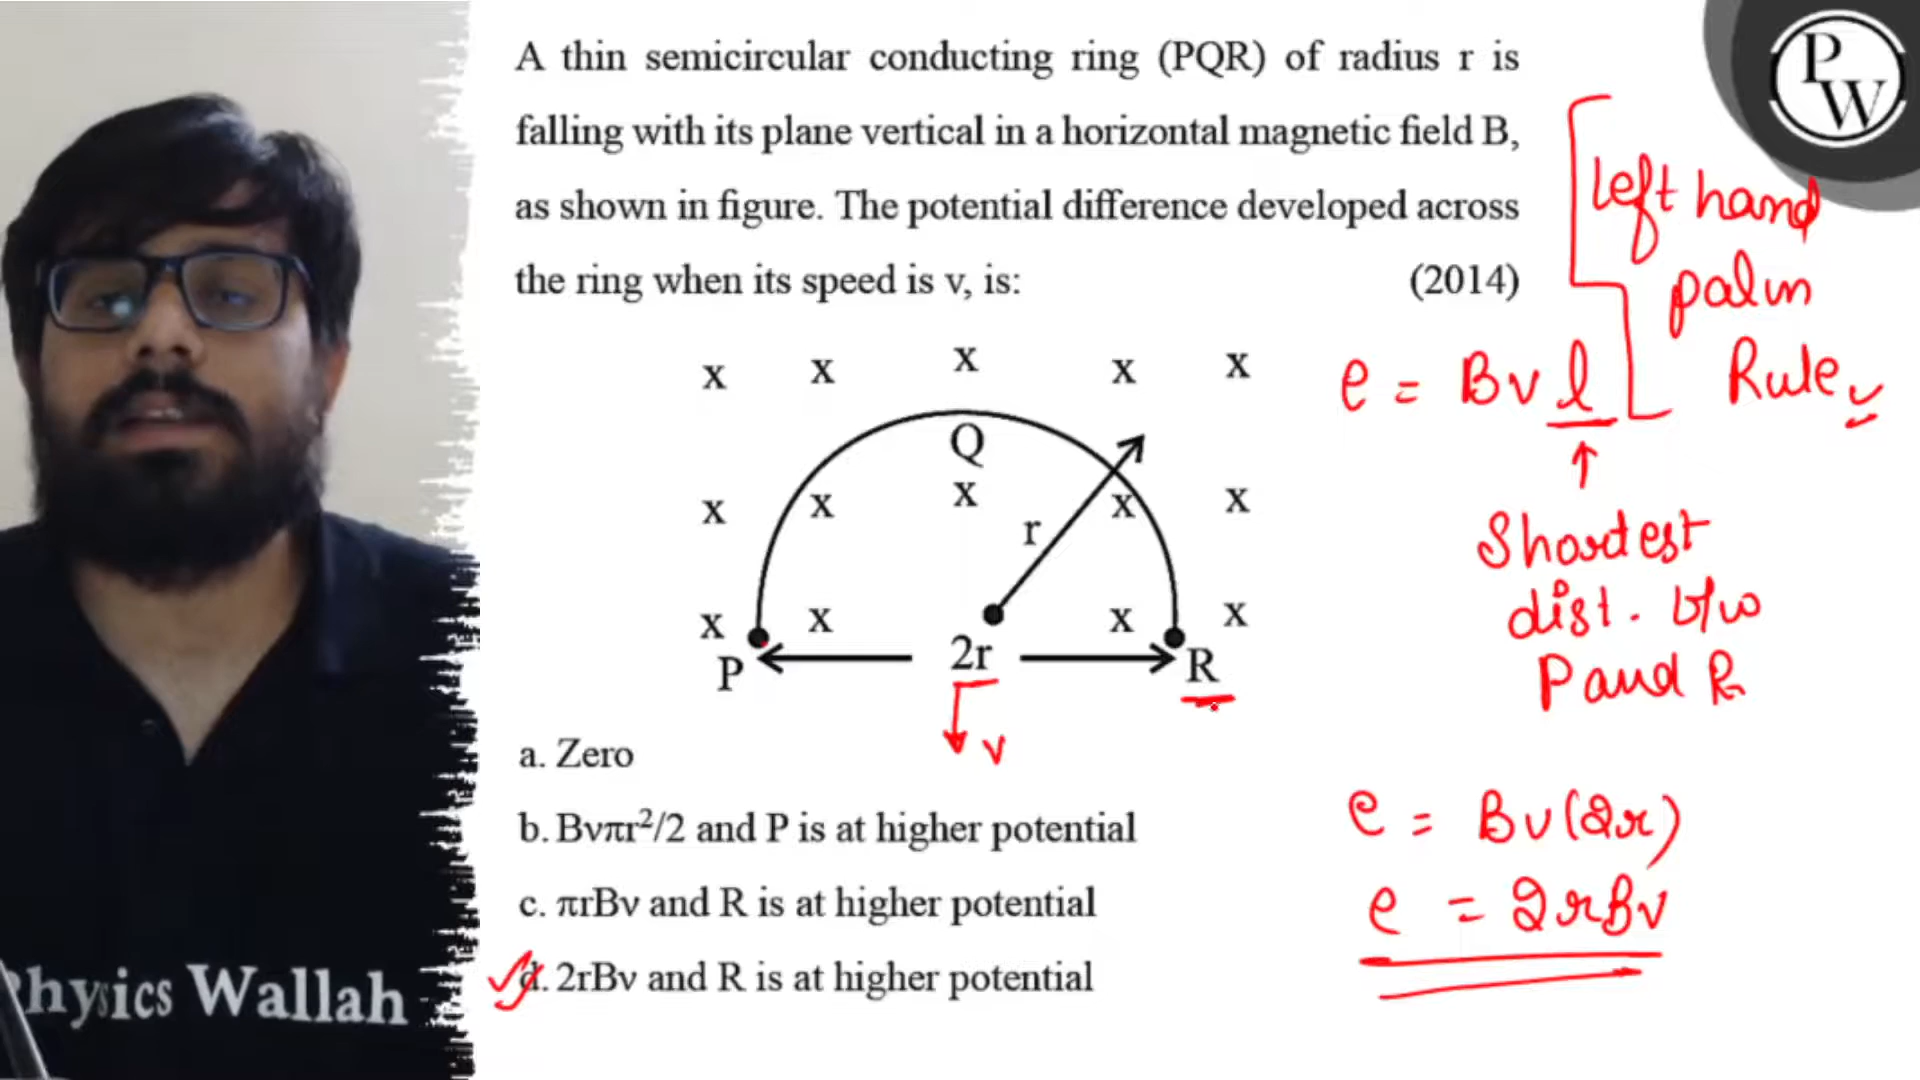 A thin semicircular conducting ring (PQR) of radius r is
falling with its plane vertical in a horizontal magnetic field B,
as shown in figure. The potential difference developed across
the ring when its speed is v, is: (2014)
P
W
left hand
palm
Rule
e = Bvl
x x x x x
Q
x x x x x
r
x x x x
P 2r R
v
Shortest
dist. b/w
P and R
a. Zero
b. Bvπr²/2 and P is at higher potential
c. πrBv and R is at higher potential
d. 2rBv and R is at higher potential
e = Bv(2r)
e = 2rBv
Physics Wallah